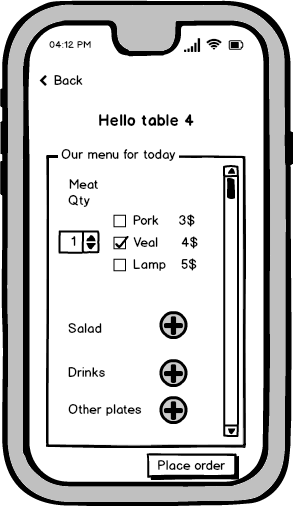 04:12 PM
Back
Hello table 4
Our menu for today
Meat
Qty
Pork 3$
1 Veal 4$
Lamp 5$
Salad
Drinks
Other plates
Place order